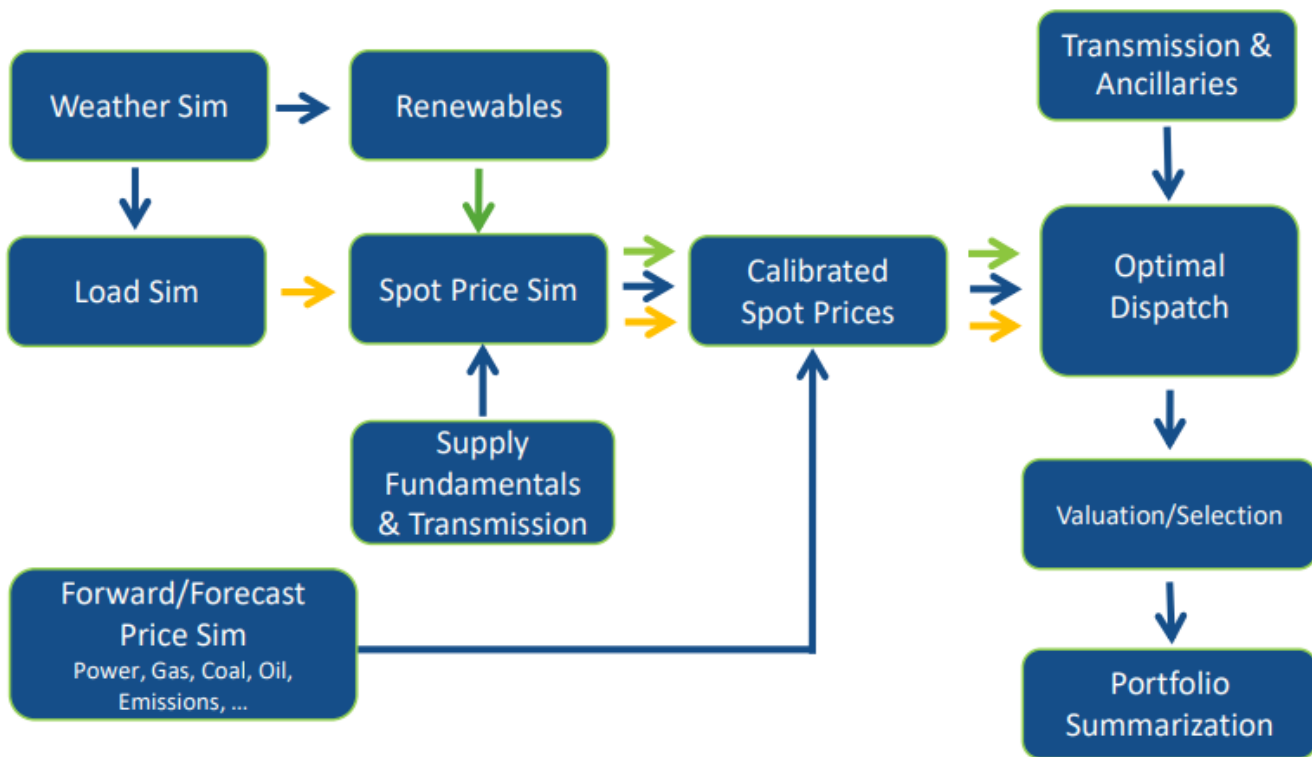 Weather Sim
Renewables
Transmission &
Ancillaries
Load Sim
Spot Price Sim
Calibrated
Spot Prices
Optimal
Dispatch
Supply
Fundamentals
& Transmission
Valuation/Selection
Forward/Forecast
Price Sim
Power, Gas, Coal, Oil,
Emissions, ...
Portfolio
Summarization